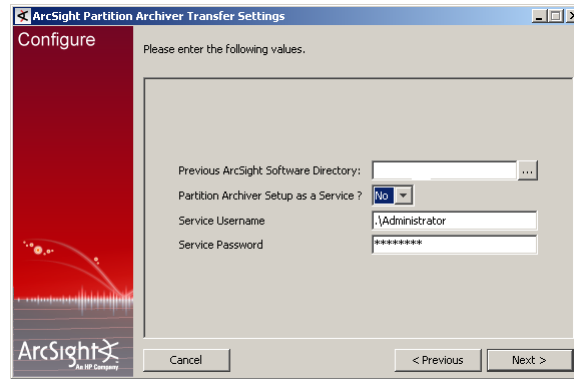 ArcSight Partition Archiver Transfer Settings
Configure
Please enter the following values.
Previous ArcSight Software Directory:
...
Partition Archiver Setup as a Service ? No
Service Username .\Administrator
Service Password ********
ArcSight
An HP Company
Cancel < Previous Next >